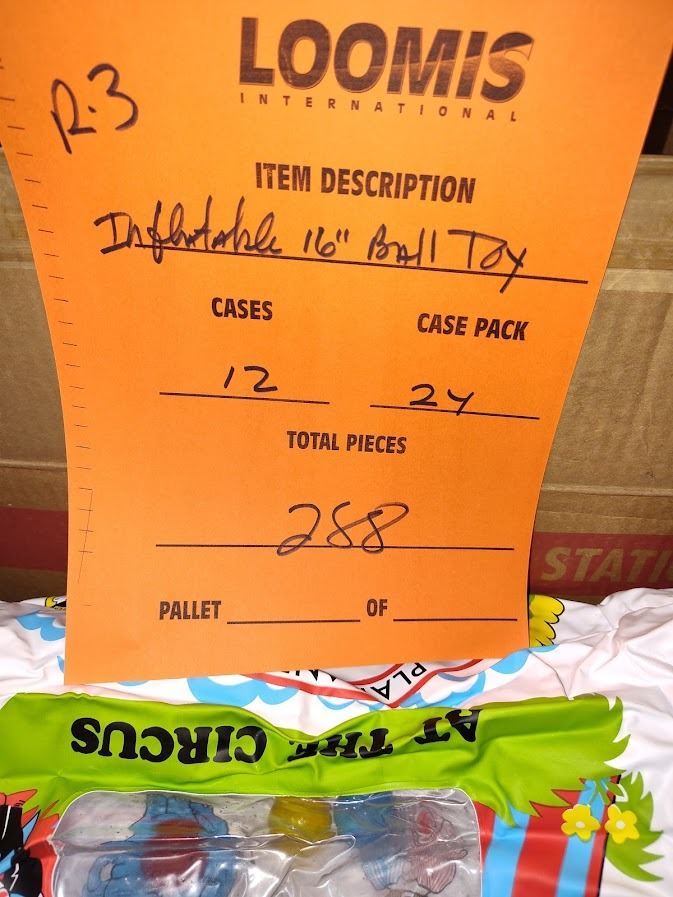 LOOMIS
INTERNATIONAL
R-3
ITEM DESCRIPTION
Inflatable 16" Ball Toy
CASES
CASE PACK
12
24
TOTAL PIECES
288
PALLET OF
STATI
PLA
AT THE CIRCUS